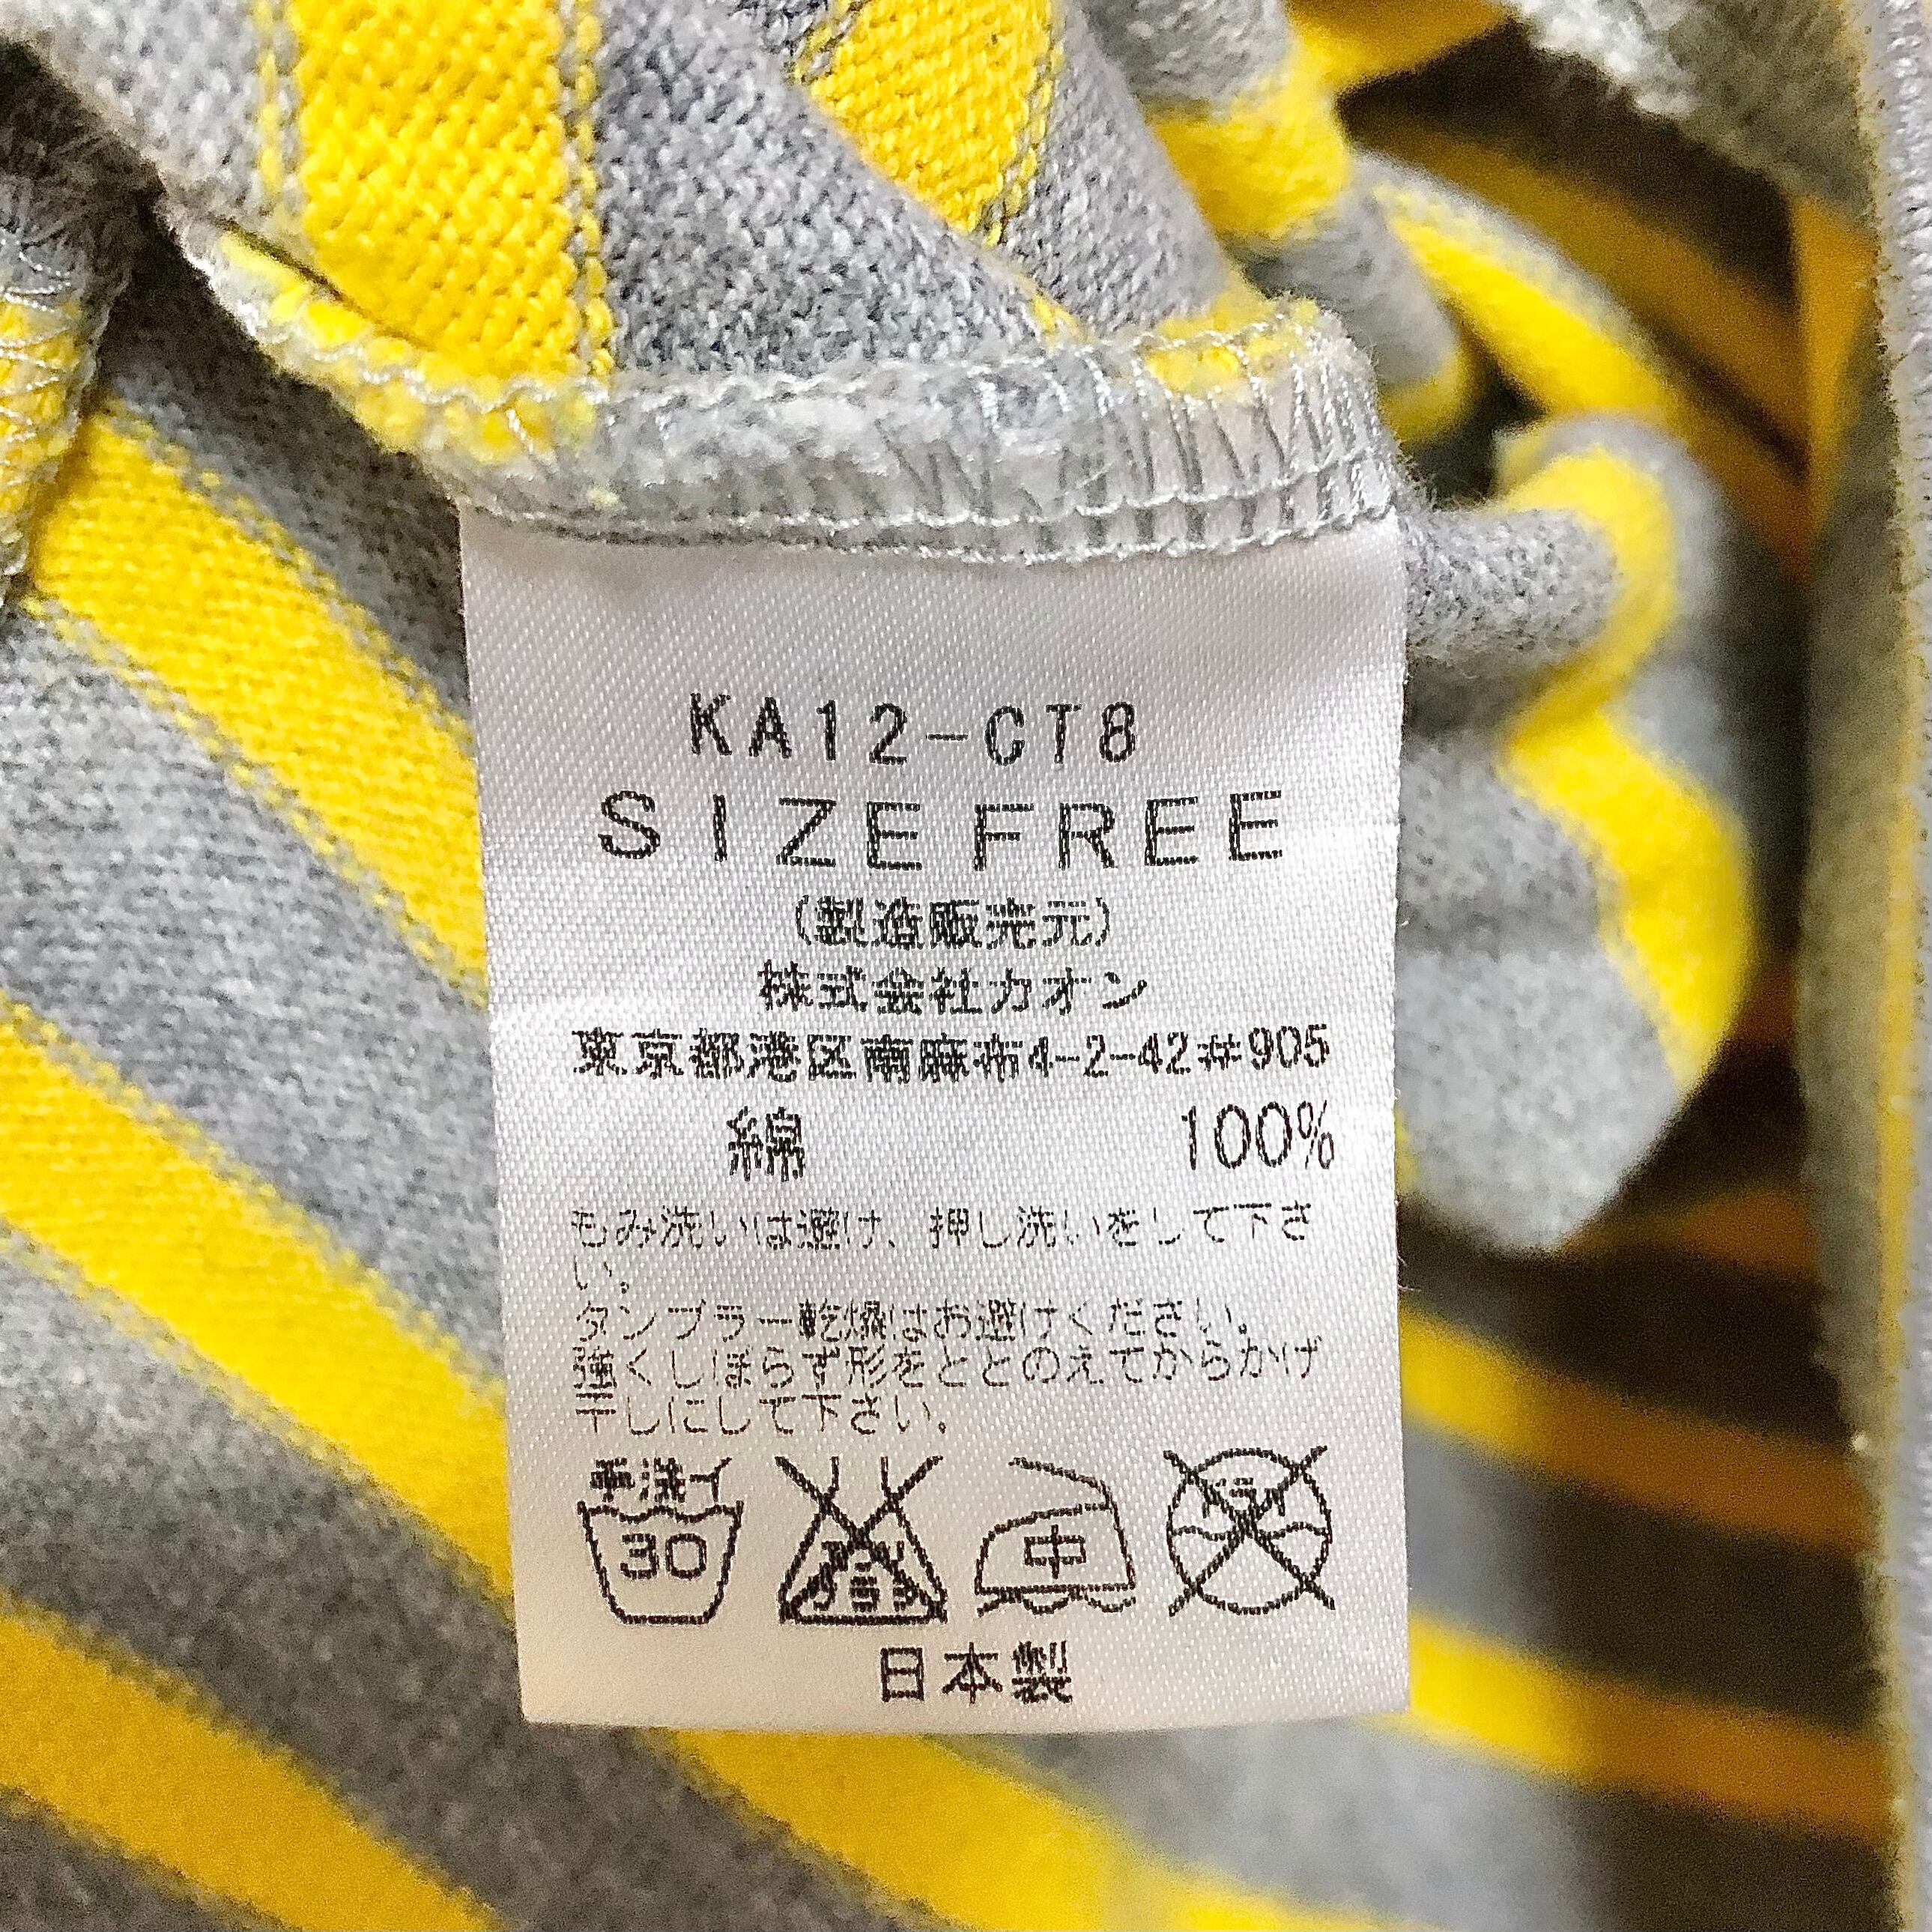 KA12-CT8
SIZE FREE
(製造販売元)
株式会社カオン
東京都港区南麻布4-2-42#905
綿 100%
もみ洗いは避け、押し洗いをして下さ
い。
タンブラー乾燥はお避けください。
強くしぼらず形をととのえてからかげ
干しにして下さい。
手洗イ
30
中
ドライ
日本製